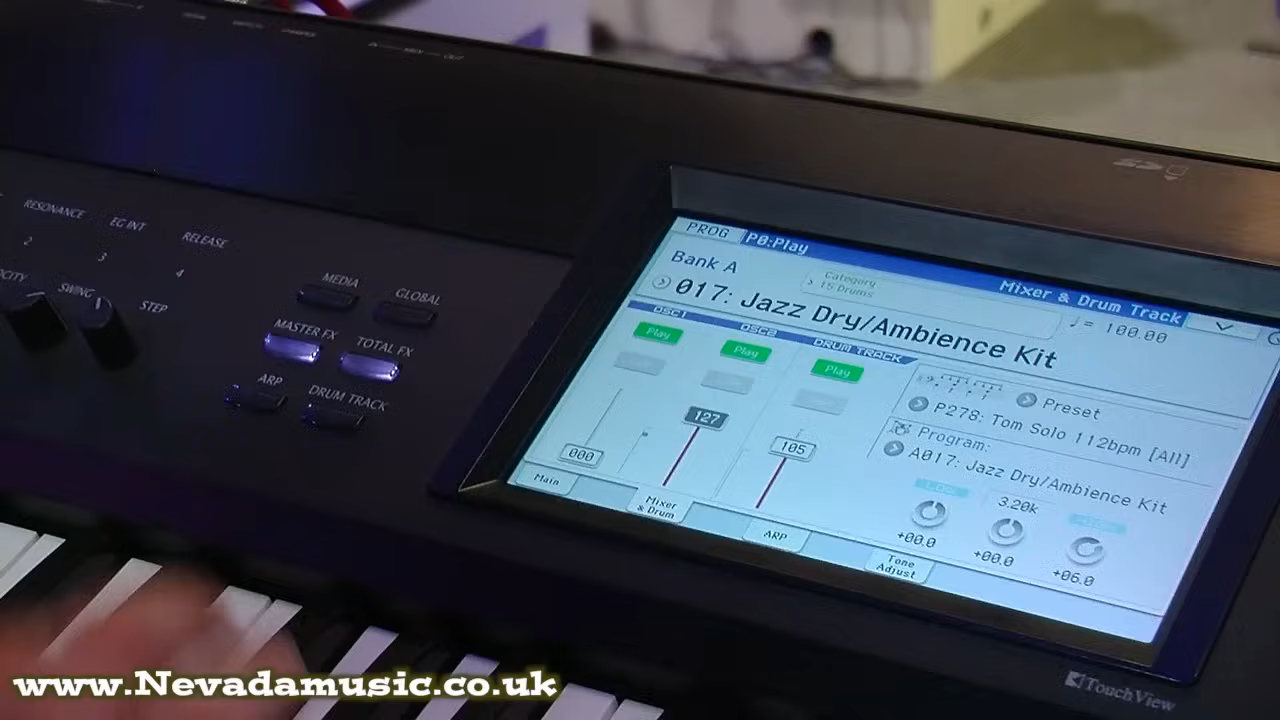 RESONANCE
EG INT
RELEASE
2
3
4
SWING
STEP
MEDIA
GLOBAL
MASTER FX
TOTAL FX
ARP
DRUM TRACK
PROG
P0:Play
Mixer & Drum Track
Bank A
Category
15 Drums
♩= 100.00
017: Jazz Dry/Ambience Kit
OSC1
OSC2
DRUM TRACK
Play
Play
Play
000
127
105
Preset
P278: Tom Solo 112bpm [All]
Program:
A017: Jazz Dry/Ambience Kit
3.20k
+00.0
+00.0
+06.0
Main
Mixer
& Drum
ARP
Tone
Adjust
TouchView
www.Nevadamusic.co.uk